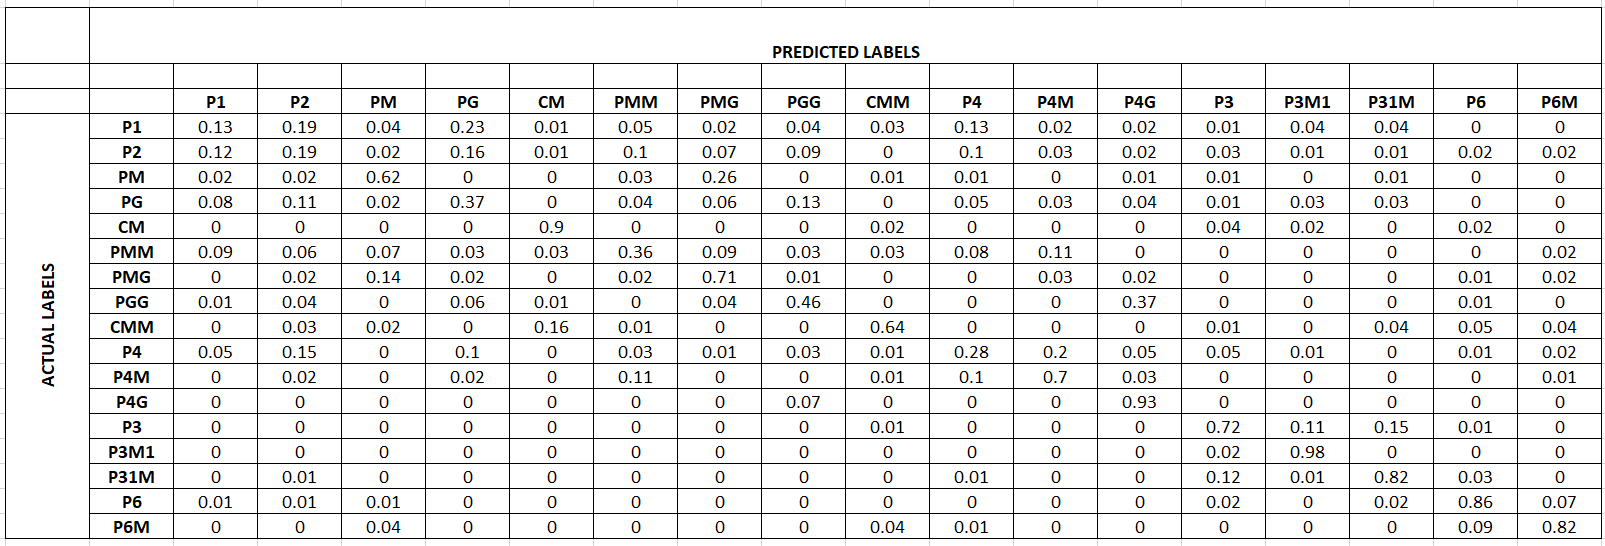 PREDICTED LABELS
P1 P2 PM PG CM PMM PMG PGG CMM P4 P4M P4G P3 P3M1 P31M P6 P6M
ACTUAL LABELS
P1 0.13 0.19 0.04 0.23 0.01 0.05 0.02 0.04 0.03 0.13 0.02 0.02 0.01 0.04 0.04 0 0
P2 0.12 0.19 0.02 0.16 0.01 0.1 0.07 0.09 0 0.1 0.03 0.02 0.03 0.01 0.01 0.02 0.02
PM 0.02 0.02 0.62 0 0 0.03 0.26 0 0.01 0.01 0 0.01 0.01 0 0.01 0 0
PG 0.08 0.11 0.02 0.37 0 0.04 0.06 0.13 0 0.05 0.03 0.04 0.01 0.03 0.03 0 0
CM 0 0 0 0 0.9 0 0 0 0.02 0 0 0 0.04 0.02 0 0.02 0
PMM 0.09 0.06 0.07 0.03 0.03 0.36 0.09 0.03 0.03 0.08 0.11 0 0 0 0 0 0.02
PMG 0 0.02 0.14 0.02 0 0.02 0.71 0.01 0 0 0.03 0.02 0 0 0 0.01 0.02
PGG 0.01 0.04 0 0.06 0.01 0 0.04 0.46 0 0 0 0.37 0 0 0 0.01 0
CMM 0 0.03 0.02 0 0.16 0.01 0 0 0.64 0 0 0 0.01 0 0.04 0.05 0.04
P4 0.05 0.15 0 0.1 0 0.03 0.01 0.03 0.01 0.28 0.2 0.05 0.05 0.01 0 0.01 0.02
P4M 0 0.02 0 0.02 0 0.11 0 0 0.01 0.1 0.7 0.03 0 0 0 0 0.01
P4G 0 0 0 0 0 0 0 0.07 0 0 0 0.93 0 0 0 0 0
P3 0 0 0 0 0 0 0 0 0.01 0 0 0 0.72 0.11 0.15 0.01 0
P3M1 0 0 0 0 0 0 0 0 0 0 0 0 0.02 0.98 0 0 0
P31M 0 0.01 0 0 0 0 0 0 0 0.01 0 0 0.12 0.01 0.82 0.03 0
P6 0.01 0.01 0.01 0 0 0 0 0 0 0 0 0 0.02 0 0.02 0.86 0.07
P6M 0 0 0.04 0 0 0 0 0 0.04 0.01 0 0 0 0 0 0.09 0.82